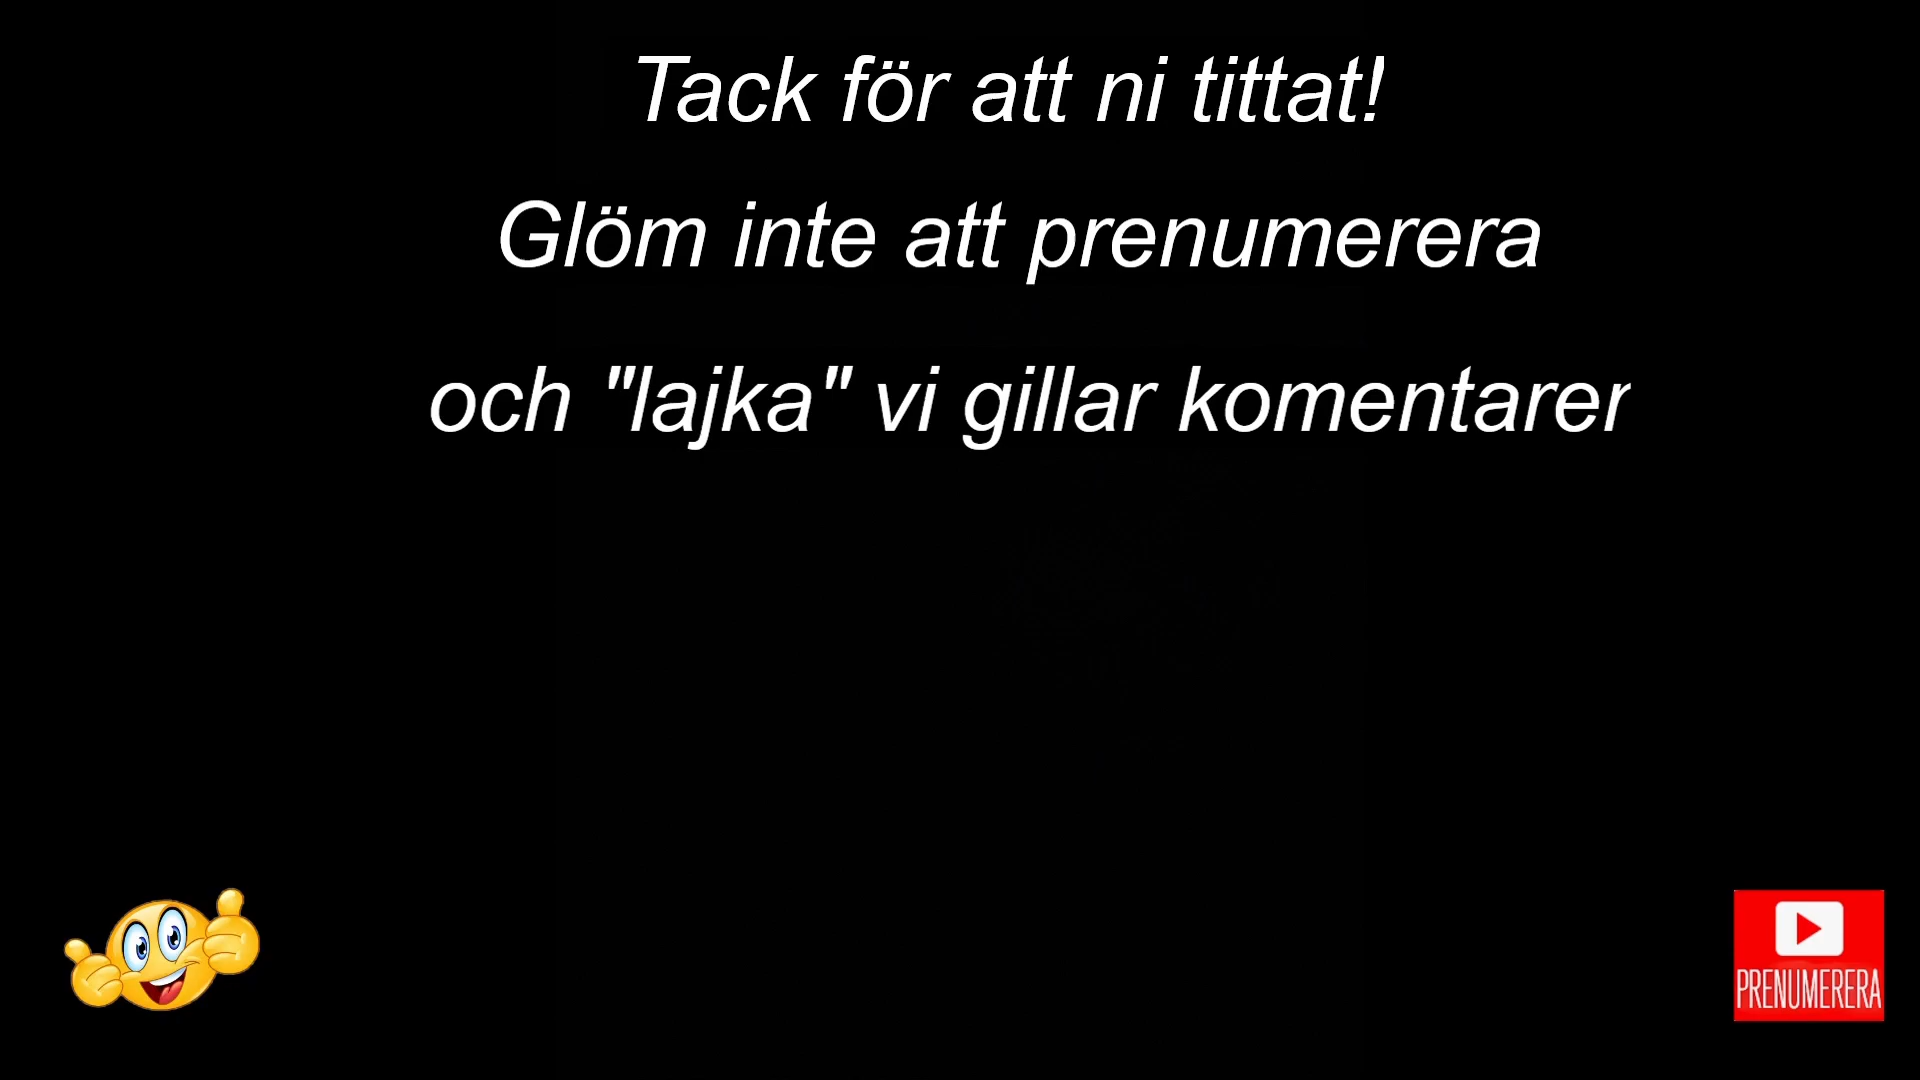 Tack för att ni tittat!
Glöm inte att prenumerera
och "lajka" vi gillar komentarer
PRENUMERERA